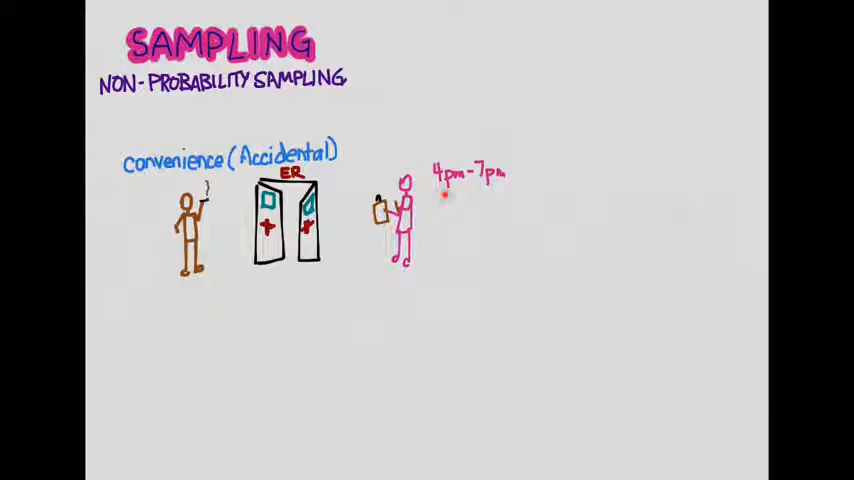 SAMPLING
NON-PROBABILITY SAMPLING
convenience (Accidental)
ER
4pm-7pm